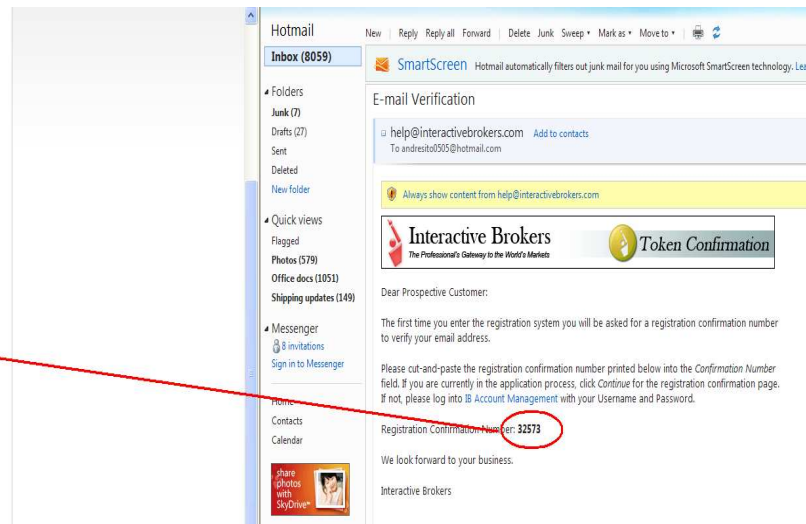 Hotmail
Inbox (8059)
Folders
Junk (7)
Drafts (27)
Sent
Deleted
New folder
Quick views
Flagged
Photos (579)
Office docs (1051)
Shipping updates (149)
Messenger
8 invitations
Sign in to Messenger
Home
Contacts
Calendar
share
photos
with
SkyDrive™
New | Reply Reply all Forward | Delete Junk Sweep Mark as Move to |
SmartScreen Hotmail automatically filters out junk mail for you using Microsoft SmartScreen technology.
E-mail Verification
help@interactivebrokers.com Add to contacts
To andresito0505@hotmail.com
Always show content from help@interactivebrokers.com
Interactive Brokers
The Professional's Gateway to the World's Markets
Token Confirmation
Dear Prospective Customer:
The first time you enter the registration system you will be asked for a registration confirmation number
to verify your email address.
Please cut-and-paste the registration confirmation number printed below into the Confirmation Number
field. If you are currently in the application process, click Continue for the registration confirmation page.
If not, please log into IB Account Management with your Username and Password.
Registration Confirmation Number: 32573
We look forward to your business.
Interactive Brokers